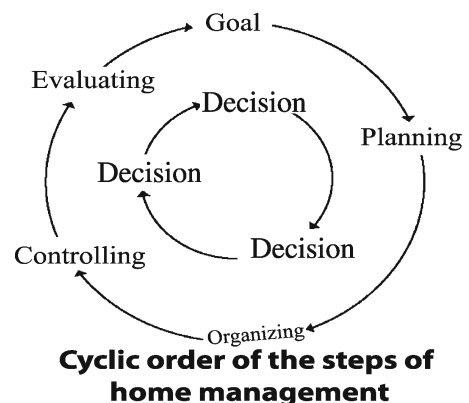 Goal
Evaluating
Decision
Planning
Decision
Decision
Controlling
Organizing
Cyclic order of the steps of
home management